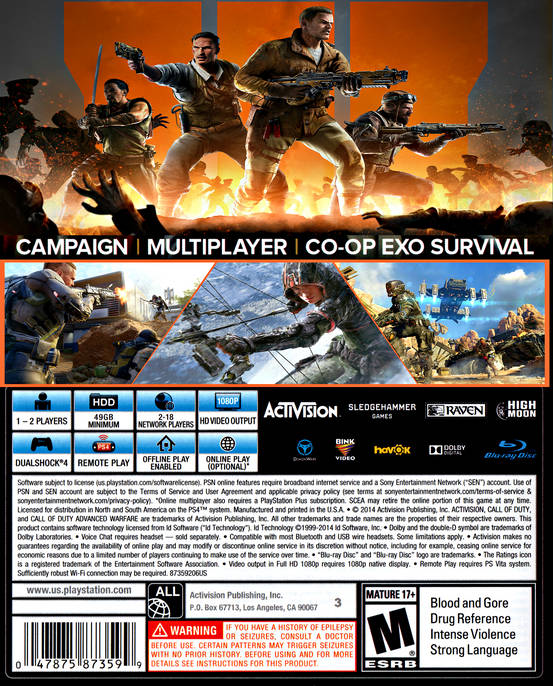 CAMPAIGN | MULTIPLAYER | CO-OP EXO SURVIVAL
1 – 2 PLAYERS
HDD
49GB
MINIMUM
2-18
NETWORK PLAYERS
1080P
HD VIDEO OUTPUT
DUALSHOCK®4
PS4
REMOTE PLAY
OFFLINE PLAY
ENABLED
ONLINE PLAY
(OPTIONAL)*
ACTIVISION
SLEDGEHAMMER
GAMES
RAVEN
HIGH
MOON
BINK
VIDEO
havok
DOLBY
DIGITAL
Blu-ray Disc
Software subject to license (us.playstation.com/softwarelicense). PSN online features require broadband internet service and a Sony Entertainment Network ("SEN") account. Use of
PSN and SEN account are subject to the Terms of Service and User Agreement and applicable privacy policy (see terms at sonyentertainmentnetwork.com/terms-of-service &
sonyentertainmentnetwork.com/privacy-policy). *Online multiplayer also requires a PlayStation Plus subscription. SCEA may retire the online portion of this game at any time.
Licensed for distribution in North and South America on the PS4™ system. Manufactured and printed in the U.S.A. • © 2014 Activision Publishing, Inc. ACTIVISION, CALL OF DUTY,
and CALL OF DUTY ADVANCED WARFARE are trademarks of Activision Publishing, Inc. All other trademarks and trade names are the properties of their respective owners. This
product contains software technology licensed from Id Software ("Id Technology"). Id Technology ©1999-2014 Id Software, Inc. • Dolby and the double-D symbol are trademarks of
Dolby Laboratories. • Voice Chat requires headset — sold separately. • Compatible with most Bluetooth and USB wire headsets. Some limitations apply. • Activision makes no
guarantees regarding the availability of online play and may modify or discontinue online service in its discretion without notice, including for example, ceasing online service for
economic reasons due to a limited number of players continuing to make use of the service over time. • "Blu-ray Disc" and "Blu-ray Disc" logo are trademarks. • The Ratings icon
is a registered trademark of the Entertainment Software Association. • Video output in Full HD 1080p requires 1080p native display. • Remote Play requires PS Vita system.
Sufficiently robust Wi-Fi connection may be required. 87359206US
www.us.playstation.com
ALL
Activision Publishing, Inc.
P.O. Box 67713, Los Angeles, CA 90067
3
WARNING IF YOU HAVE A HISTORY OF EPILEPSY
OR SEIZURES, CONSULT A DOCTOR
BEFORE USE. CERTAIN PATTERNS MAY TRIGGER SEIZURES
WITH NO PRIOR HISTORY. BEFORE USING AND FOR MORE
DETAILS SEE INSTRUCTIONS FOR THIS PRODUCT.
0 47875 87359 9
MATURE 17+
M
ESRB
Blood and Gore
Drug Reference
Intense Violence
Strong Language